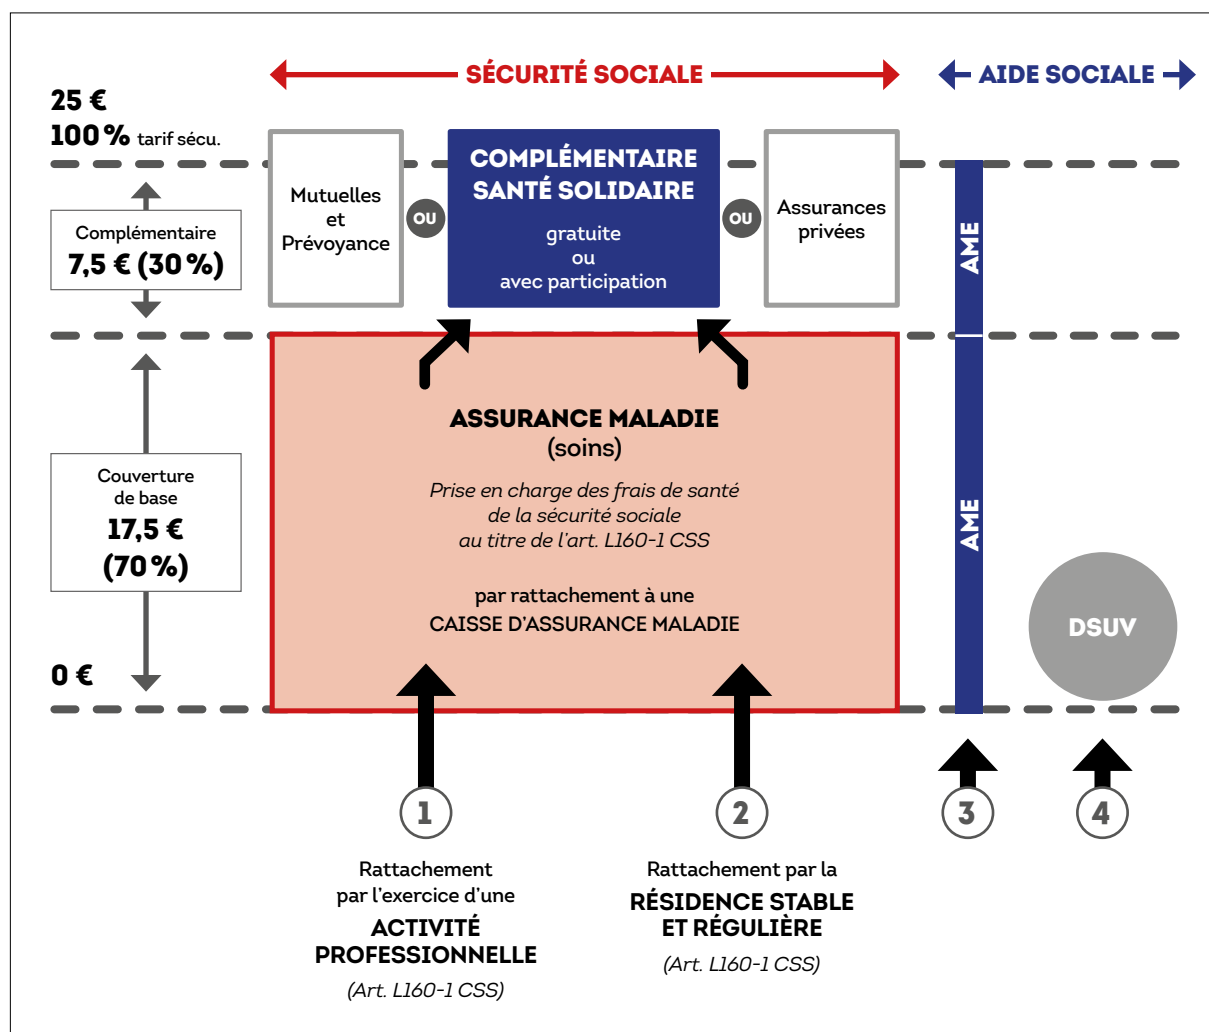 SÉCURITÉ SOCIALE
AIDE SOCIALE
25 €
100 % tarif sécu.
Complémentaire
7,5 € (30 %)
Mutuelles
et
Prévoyance
OU
COMPLÉMENTAIRE
SANTÉ SOLIDAIRE
gratuite
ou
avec participation
OU
Assurances
privées
AME
Couverture
de base
17,5 €
(70 %)
0 €
ASSURANCE MALADIE
(soins)
Prise en charge des frais de santé
de la sécurité sociale
au titre de l'art. L160-1 CSS
par rattachement à une
CAISSE D'ASSURANCE MALADIE
AME
DSUV
1
2
3
4
Rattachement
par l'exercice d'une
ACTIVITÉ
PROFESSIONNELLE
(Art. L160-1 CSS)
Rattachement par la
RÉSIDENCE STABLE
ET RÉGULIÈRE
(Art. L160-1 CSS)